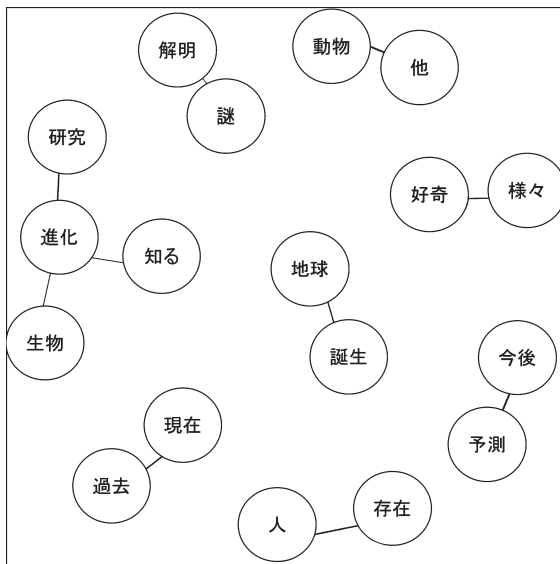 解明
動物
他
謎
研究
好奇
様々
進化
知る
地球
生物
誕生
今後
現在
予測
過去
人
存在